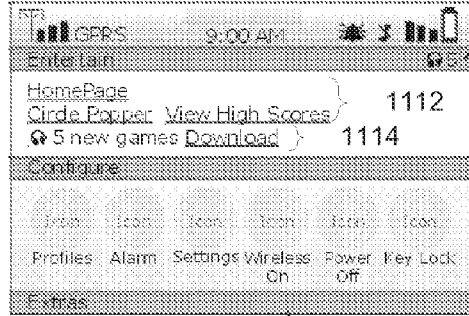 GPRS 9:00 AM
Entertain 5
HomePage
Circle Popper View High Scores 1112
5 new games Download 1114
Configure
Icon Icon Icon Icon Icon Icon
Profiles Alarm Settings Wireless On Power Off Key Lock
Extras